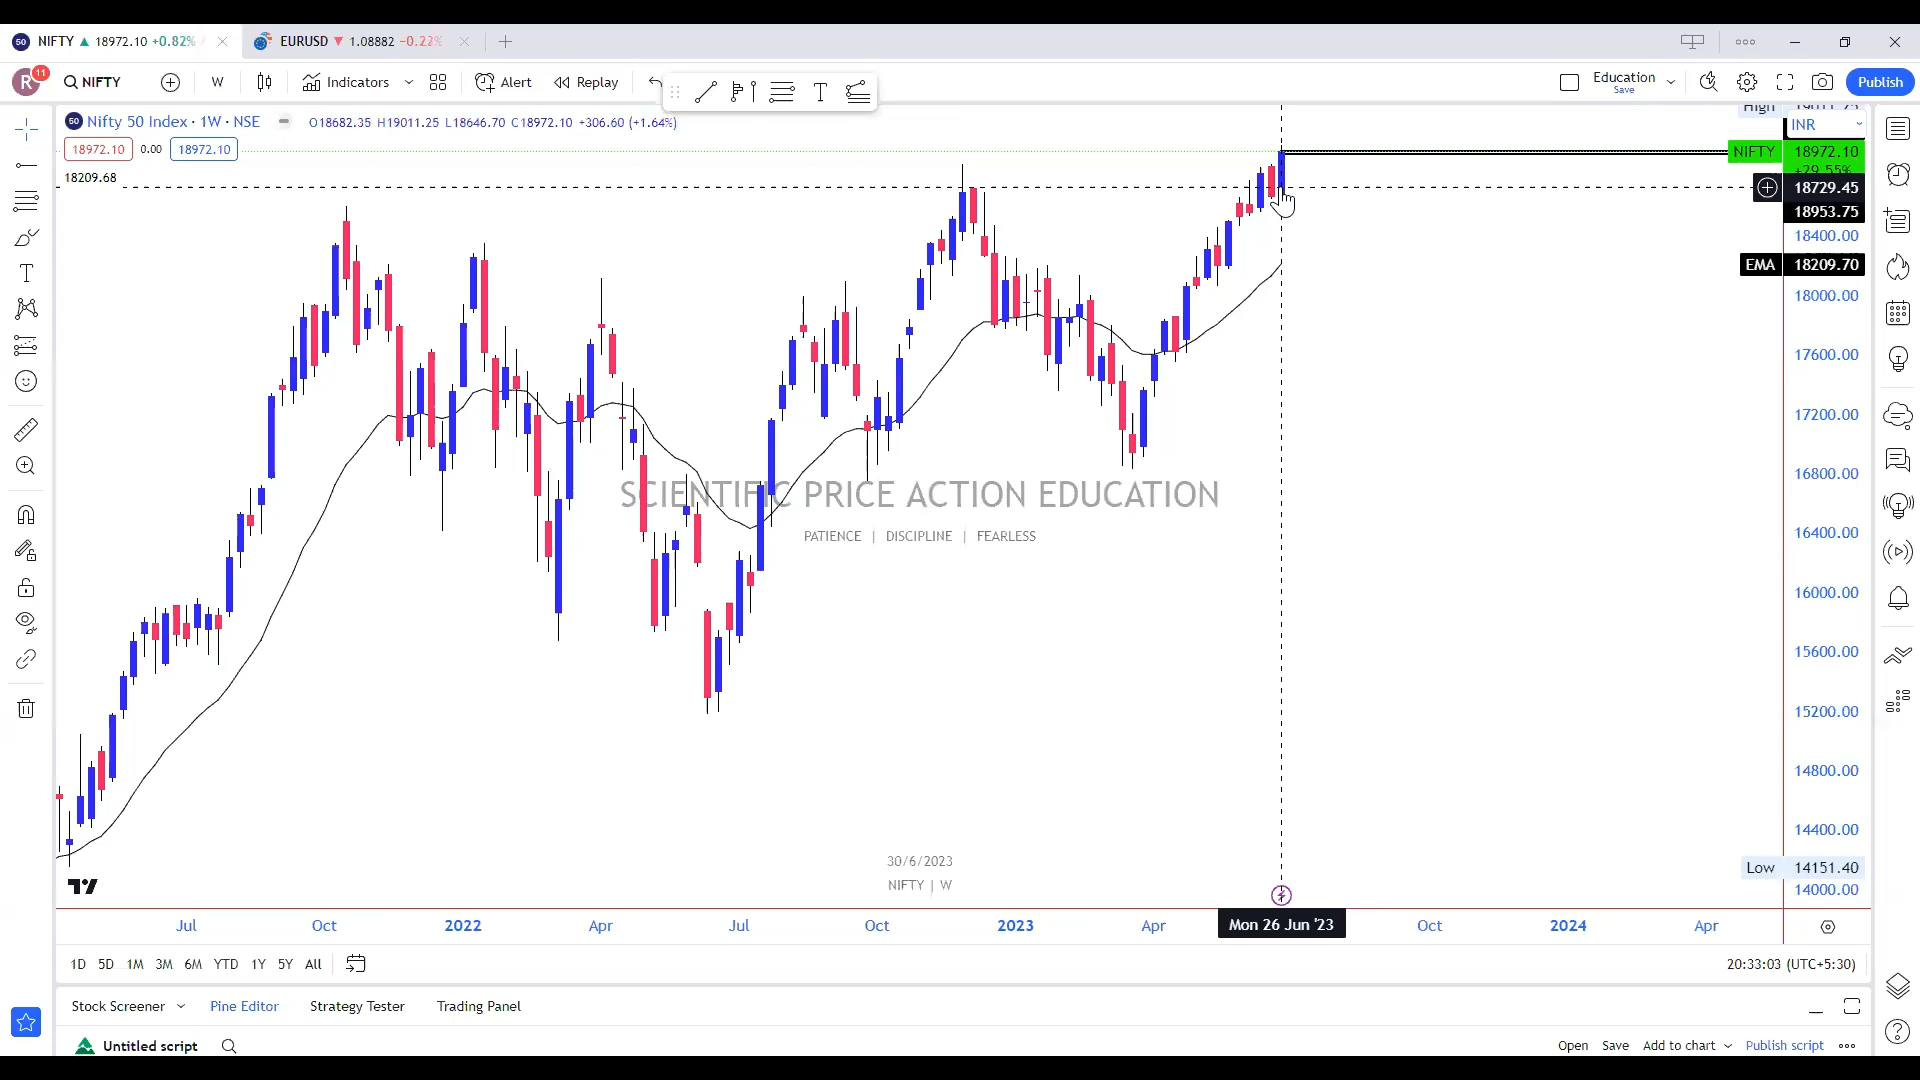 NIFTY ▲ 18972.10 +0.82%
EURUSD ▼ 1.08882 −0.22%
R 11 NIFTY W Indicators Alert Replay
Education
Save
Publish
Nifty 50 Index · 1W · NSE O18682.35 H19011.25 L18646.70 C18972.10 +306.60 (+1.64%)
18972.10 0.00 18972.10
18209.68
High 19011.25
INR
NIFTY 18972.10
+29.55%
18729.45
18953.75
18400.00
EMA 18209.70
18000.00
17600.00
17200.00
16800.00
16400.00
16000.00
15600.00
15200.00
14800.00
14400.00
Low 14151.40
14000.00
SCIENTIFIC PRICE ACTION EDUCATION
PATIENCE | DISCIPLINE | FEARLESS
30/6/2023
NIFTY | W
Jul Oct 2022 Apr Jul Oct 2023 Apr Mon 26 Jun '23 Oct 2024 Apr
1D 5D 1M 3M 6M YTD 1Y 5Y All
20:33:03 (UTC+5:30)
Stock Screener Pine Editor Strategy Tester Trading Panel
Untitled script
Open Save Add to chart Publish script